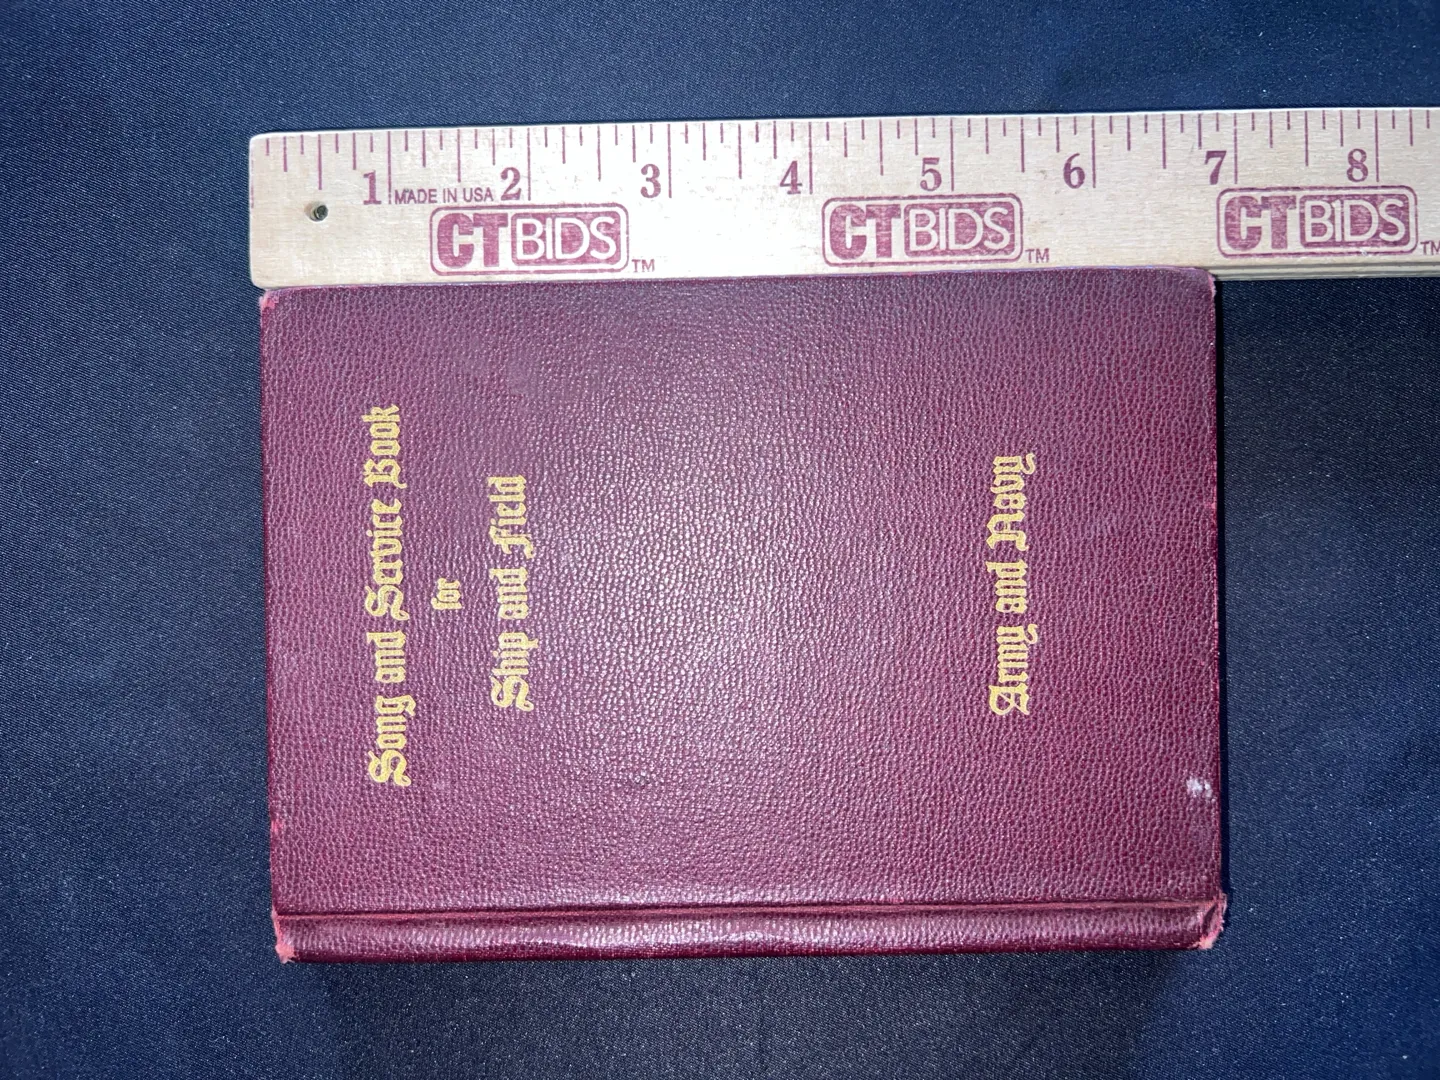 1 MADE IN USA 2 3 4 5 6 7 8
CTBIDS TM CTBIDS TM CTBIDS TM
Song and Service Book
for
Ship and Field
Army and Navy